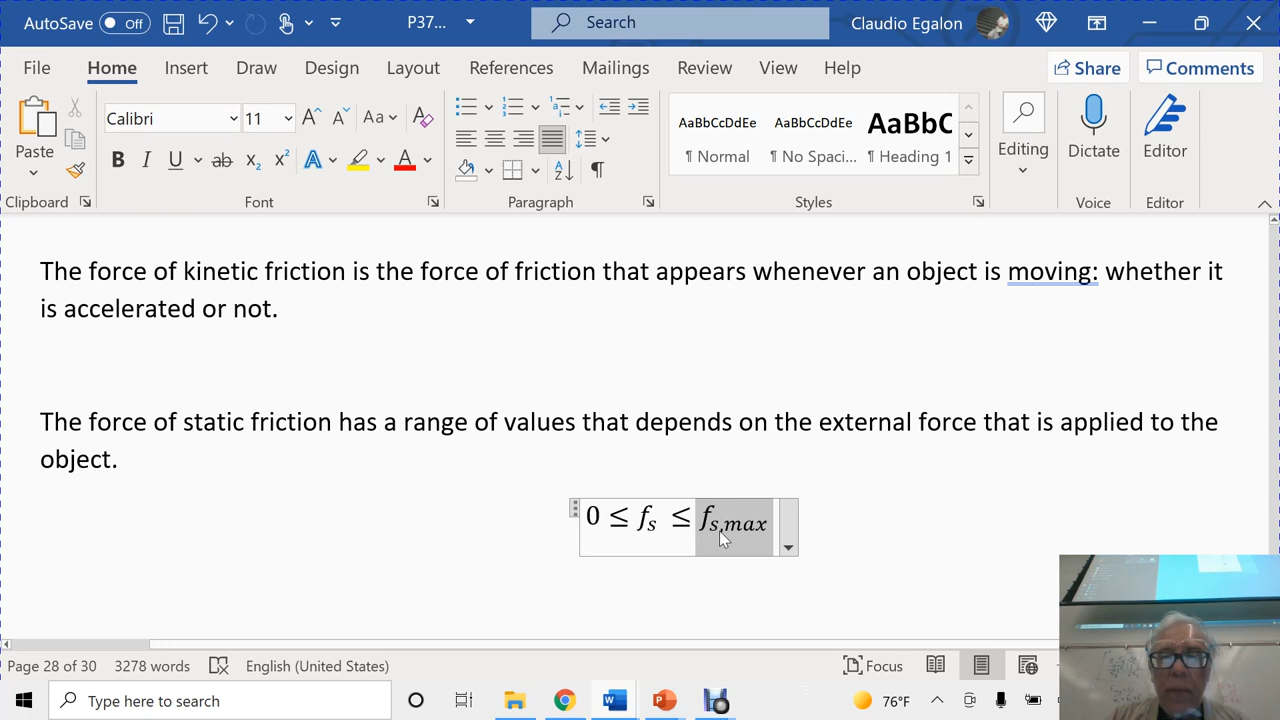 AutoSave Off P37... Search Claudio Egalon
File Home Insert Draw Design Layout References Mailings Review View Help Share Comments
Paste Calibri 11 Aa AaBbCcDdEe AaBbCcDdEe AaBbC Editing Dictate Editor
B I U ab x₂ x² A A ¶ Normal ¶ No Spaci... ¶ Heading 1
Clipboard Font Paragraph Styles Voice Editor
The force of kinetic friction is the force of friction that appears whenever an object is moving: whether it
is accelerated or not.
The force of static friction has a range of values that depends on the external force that is applied to the
object.
0 ≤ fₛ ≤ f_{s,max}
Page 28 of 30 3278 words English (United States) Focus
Type here to search 76°F